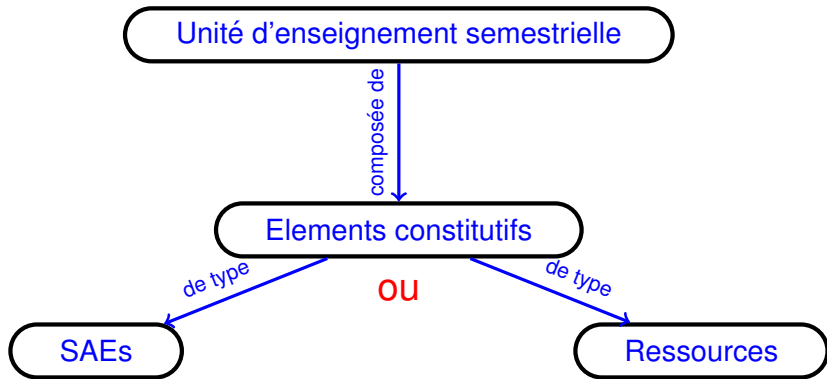 Unité d'enseignement semestrielle
composée de
Elements constitutifs
de type
ou
de type
SAEs
Ressources